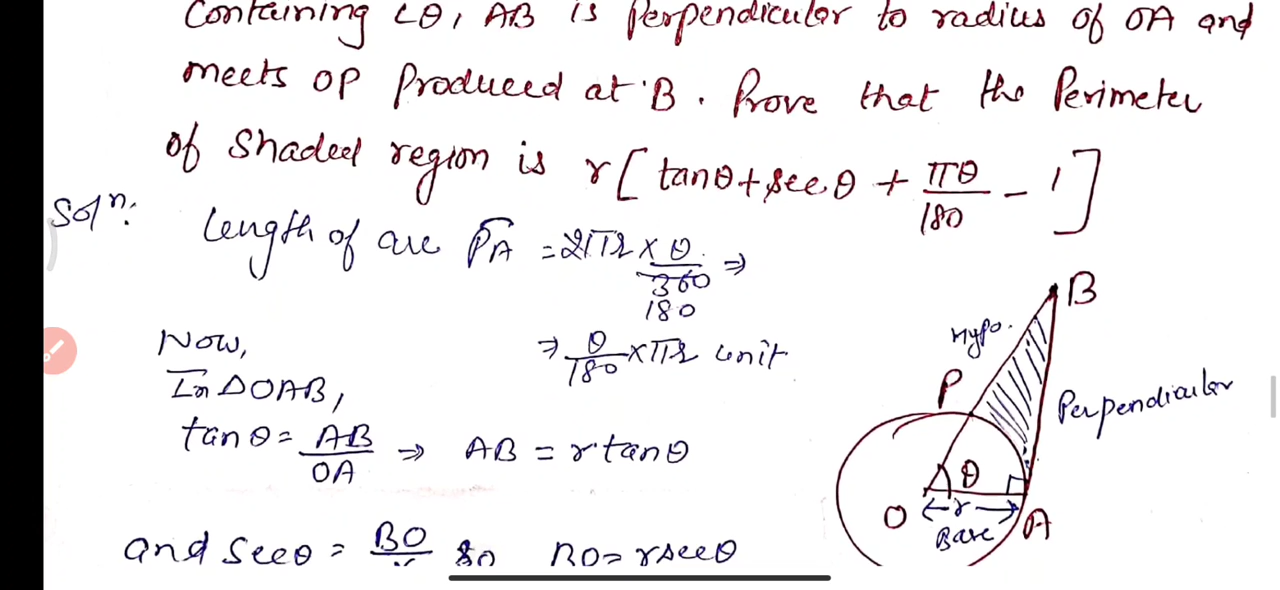 Containing ∠θ, AB is Perpendicular to radius of OA and
meets OP Produced at B. Prove that the Perimeter
of Shaded region is r[tanθ + secθ + πθ/180 - 1]
Solⁿ: Length of arc PA = 2πr × θ/360 ⇒
180
⇒ θ/180 × πr unit
Now,
In ΔOAB,
tanθ = AB/OA ⇒ AB = r tanθ
and Secθ = BO/r so BO = r secθ
B
Hypo.
P
Perpendicular
θ
O
r
A
Base